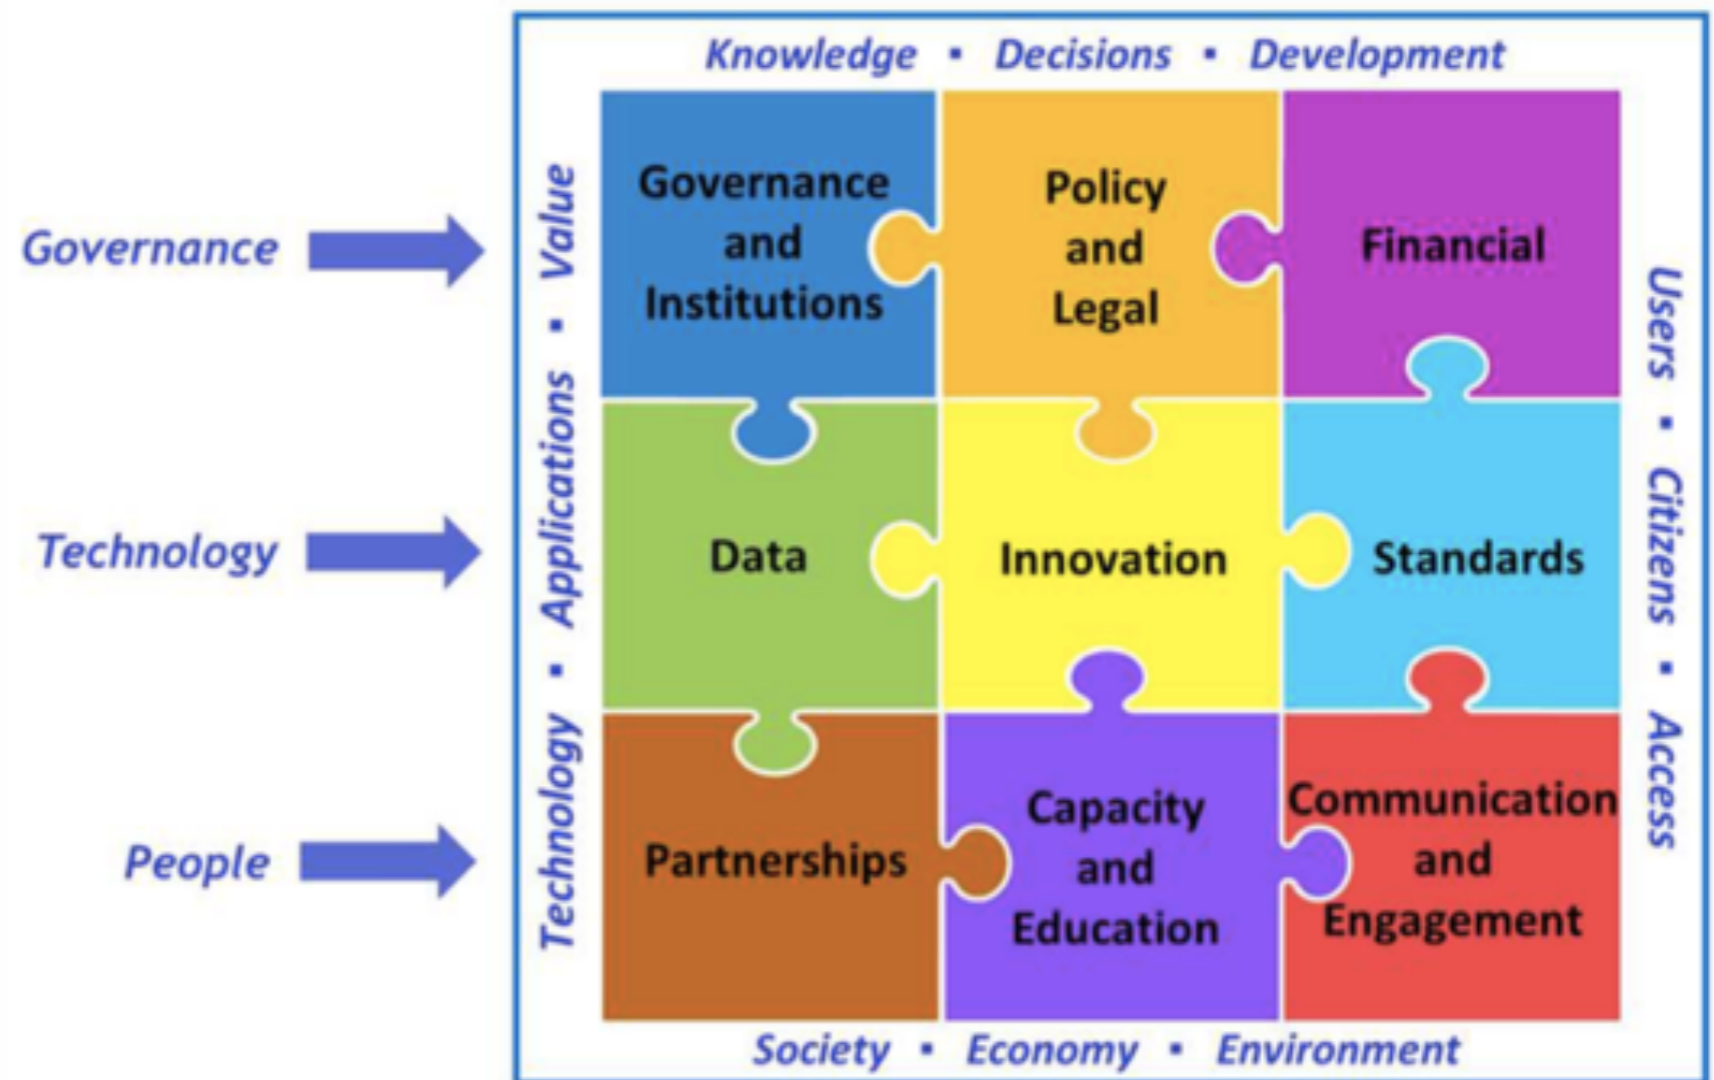 Knowledge ▪ Decisions ▪ Development
Governance
Technology
People
Technology ▪ Applications ▪ Value
Governance
and
Institutions
Policy
and
Legal
Financial
Data
Innovation
Standards
Partnerships
Capacity
and
Education
Communication
and
Engagement
Users ▪ Citizens ▪ Access
Society ▪ Economy ▪ Environment